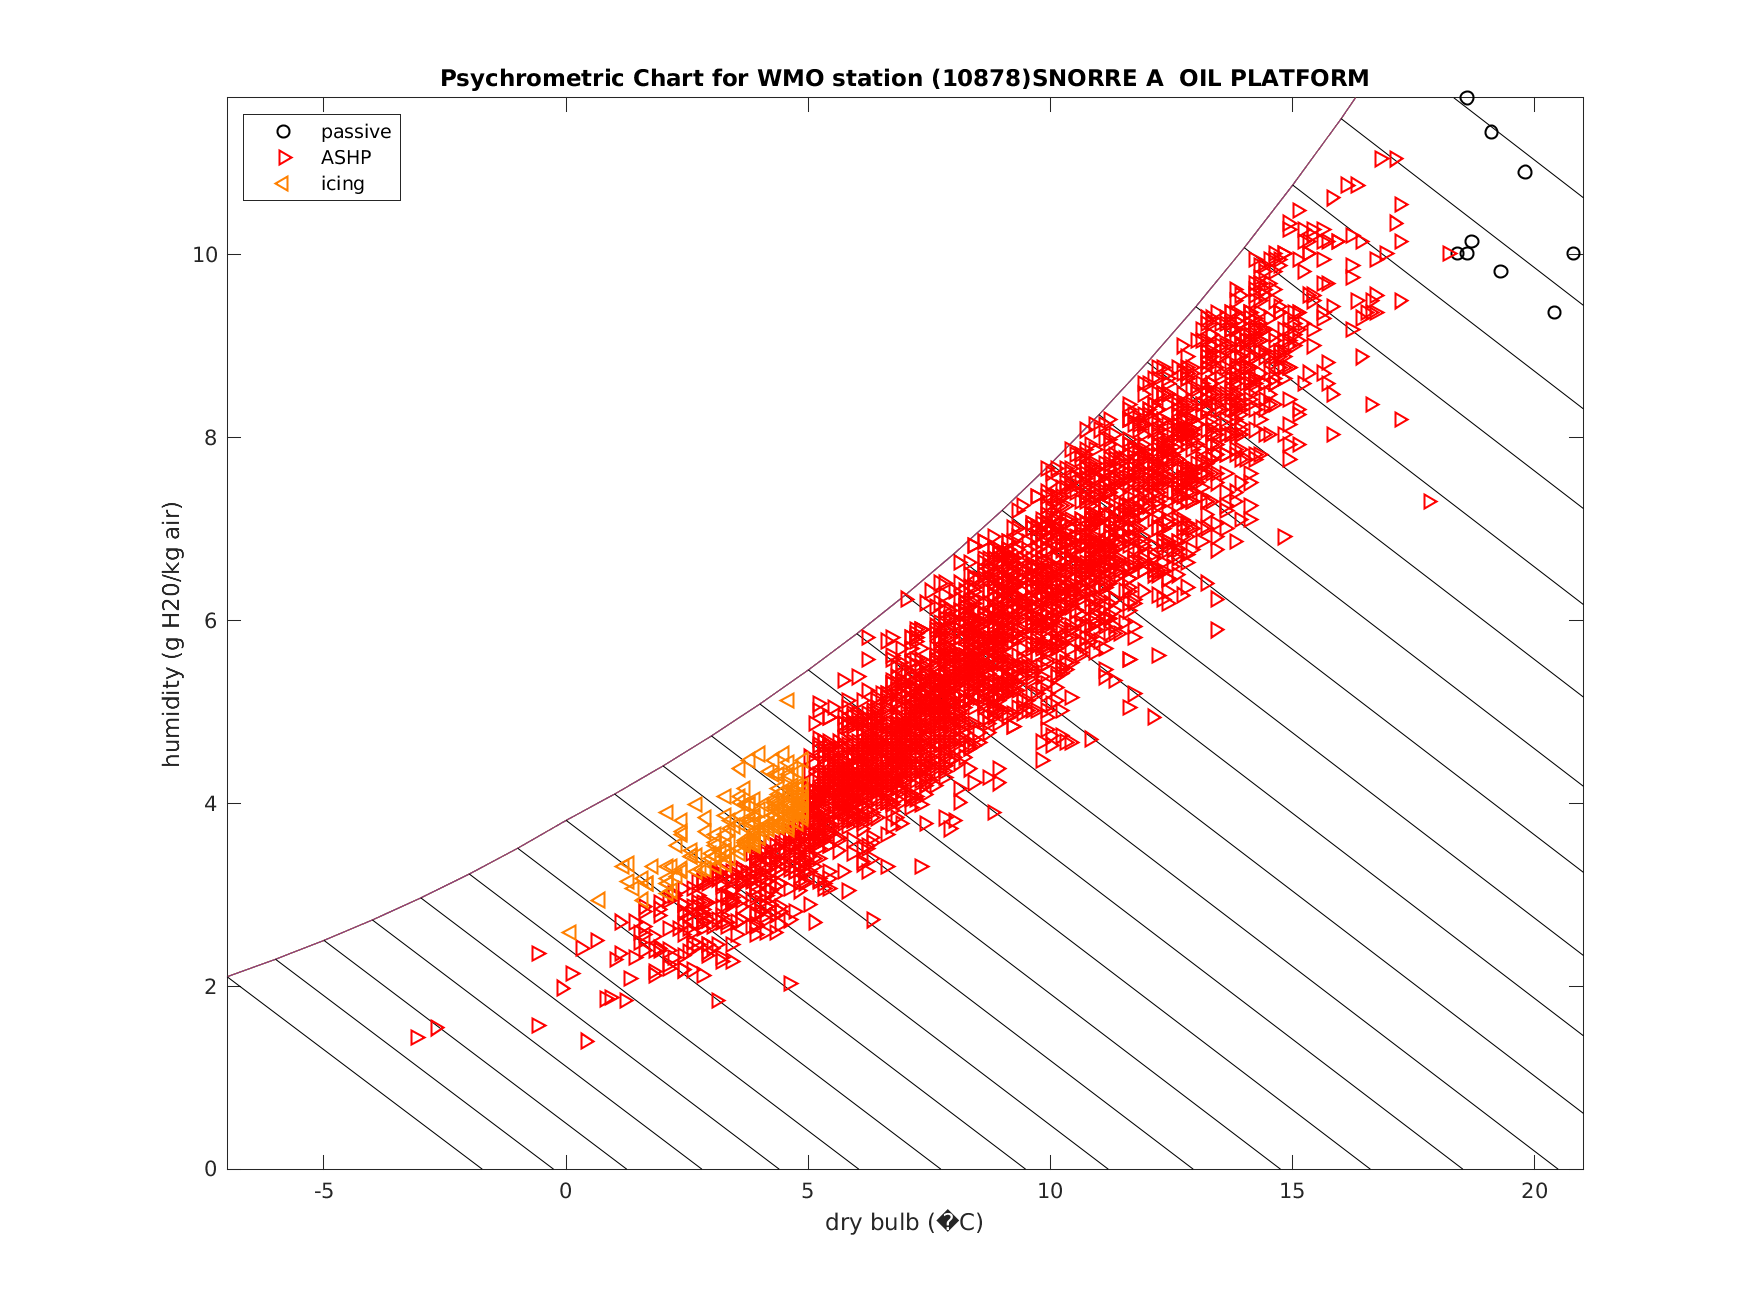 Psychrometric Chart for WMO station (10878)SNORRE A  OIL PLATFORM
passive
ASHP
icing
humidity (g H20/kg air)
10
8
6
4
2
0
-5 0 5 10 15 20
dry bulb (�C)